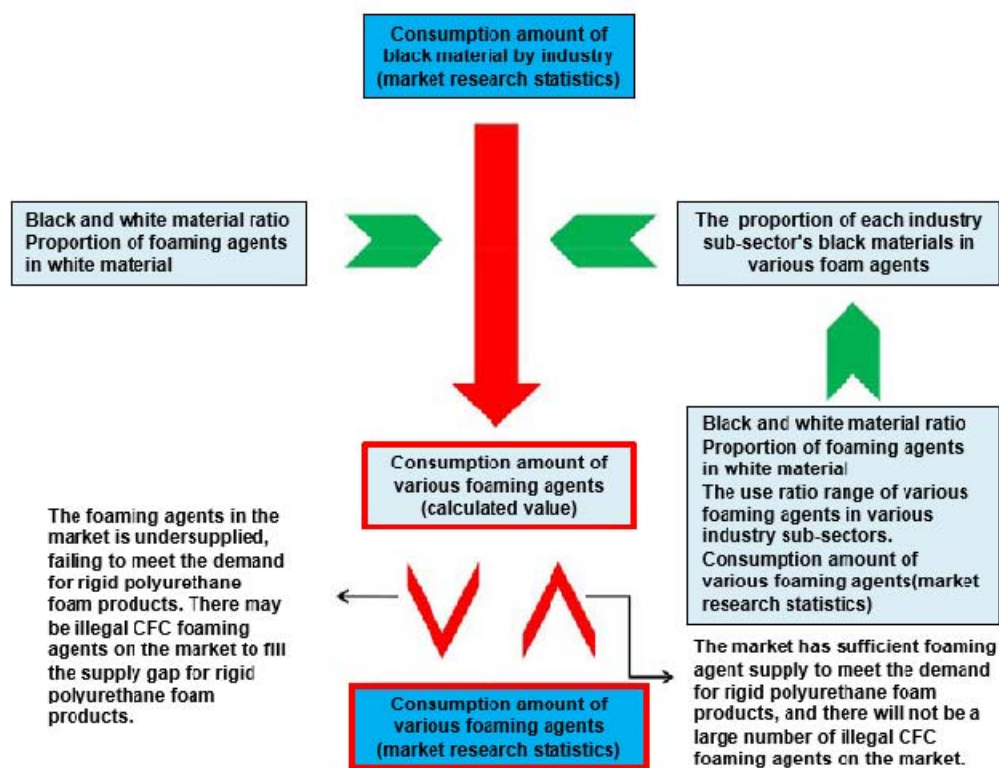 Consumption amount of
black material by industry
(market research statistics)
Black and white material ratio
Proportion of foaming agents
in white material
The proportion of each industry
sub-sector's black materials in
various foam agents
Consumption amount of
various foaming agents
(calculated value)
Black and white material ratio
Proportion of foaming agents
in white material
The use ratio range of various
foaming agents in various
industry sub-sectors.
Consumption amount of
various foaming agents(market
research statistics)
The foaming agents in the
market is undersupplied,
failing to meet the demand
for rigid polyurethane
foam products. There may
be illegal CFC foaming
agents on the market to fill
the supply gap for rigid
polyurethane foam
products.
The market has sufficient foaming
agent supply to meet the demand
for rigid polyurethane foam
products, and there will not be a
large number of illegal CFC
foaming agents on the market.
Consumption amount of
various foaming agents
(market research statistics)